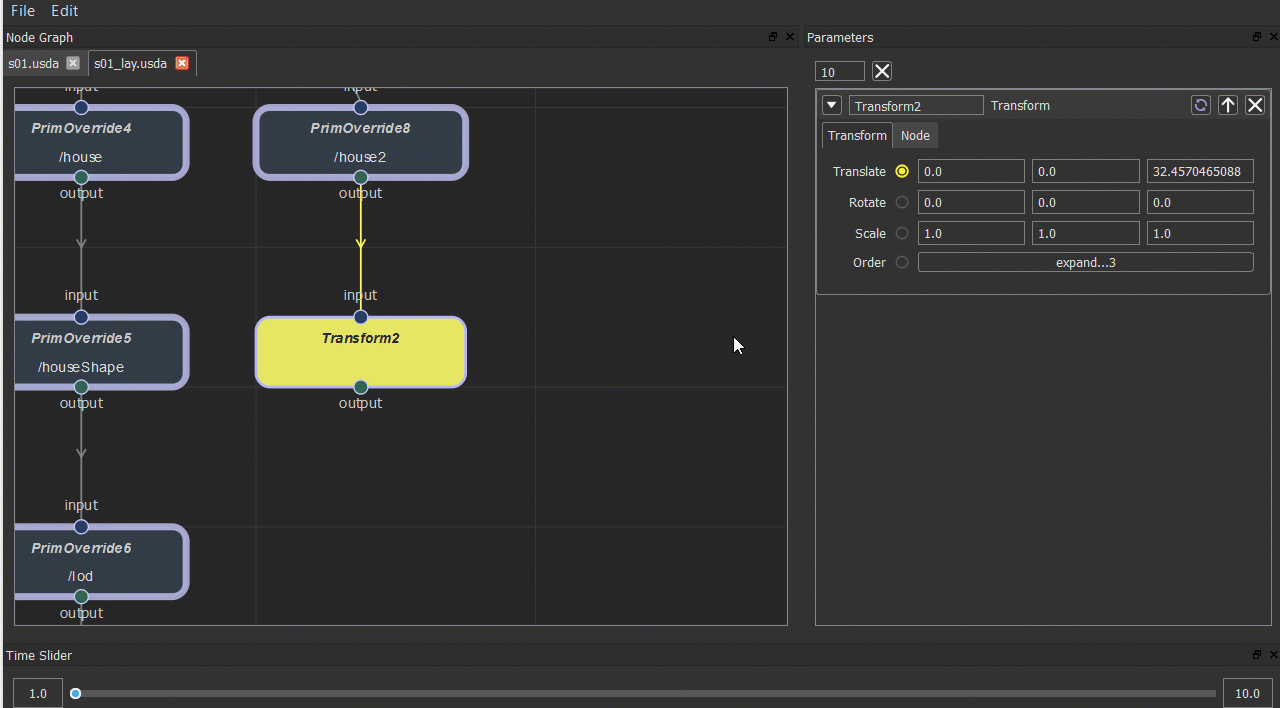 File Edit
Node Graph
s01.usda s01_lay.usda
input
PrimOverride4
/house
output
input
PrimOverride5
/houseShape
output
input
PrimOverride6
/lod
output
input
PrimOverride8
/house2
output
input
Transform2
output
Parameters
10
Transform2 Transform
Transform Node
Translate 0.0 0.0 32.4570465088
Rotate 0.0 0.0 0.0
Scale 1.0 1.0 1.0
Order expand...3
Time Slider
1.0 10.0